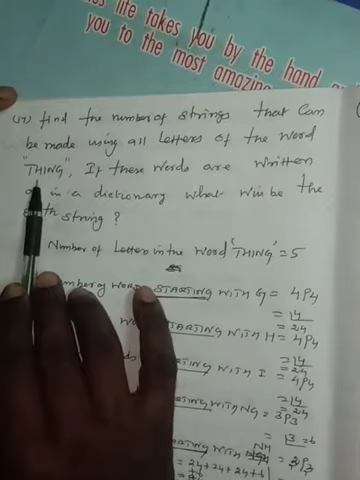 life takes you by the hand
you to the most amazing
(17) Find the number of strings that can
be made using all letters of the word
"THING", If these words are written
in a dictionary what will be the
string?
Number of Letters in the word 'THING' = 5
STARTING WITH G = 4P4
= 14
= 24
STARTING WITH H = 4P4
= 14
= 24
STARTING WITH I = 4P4
= 14
= 24
STARTING WITH NG = 3P3
= 13 = 6
STARTING WITH NH = 3P3
= 24 + 24 + 24 + 6